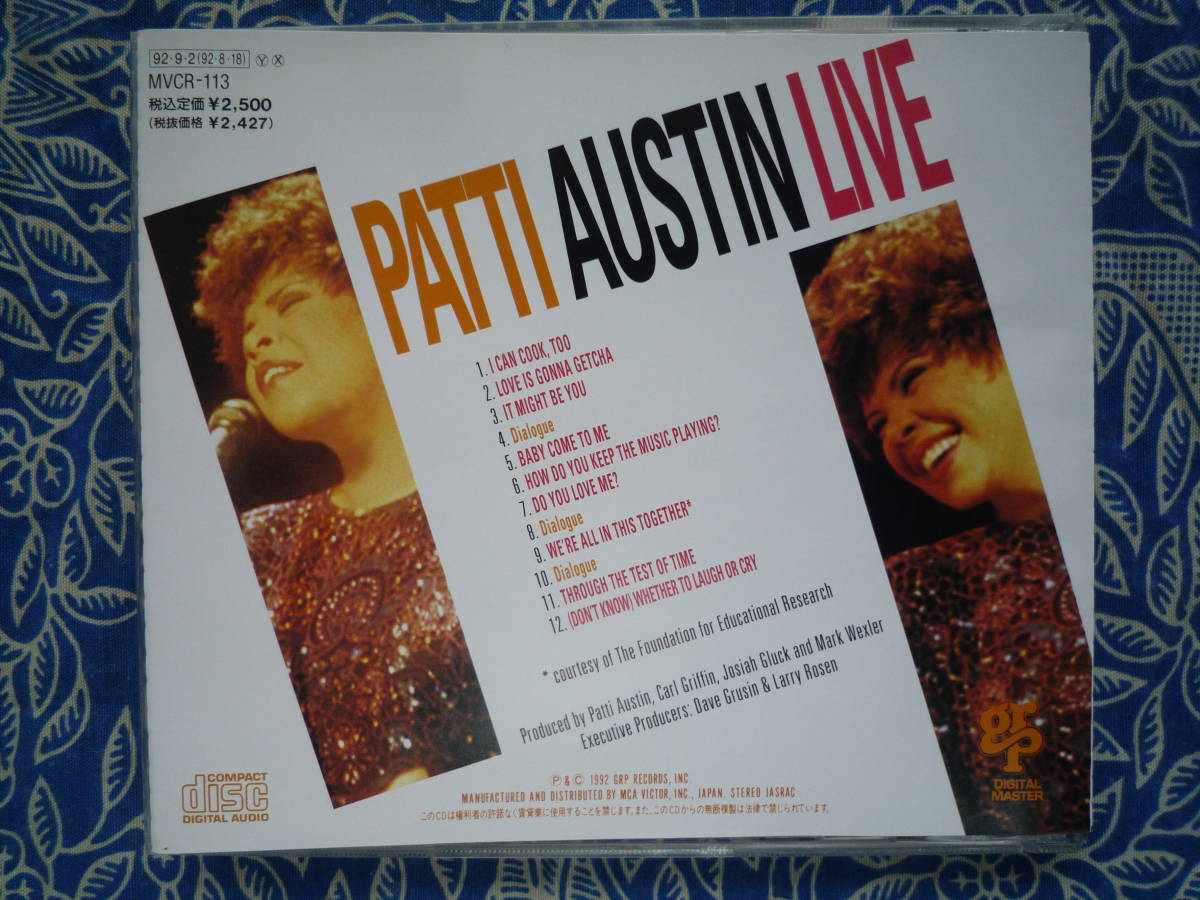 92·9·2(92·8·18) Ⓨ Ⓧ
MVCR-113
税込定価 ¥2,500
(税抜価格 ¥2,427)
PATTI AUSTIN LIVE
1. I CAN COOK, TOO
2. LOVE IS GONNA GETCHA
3. IT MIGHT BE YOU
4. Dialogue
5. BABY COME TO ME
6. HOW DO YOU KEEP THE MUSIC PLAYING?
7. DO YOU LOVE ME?
8. Dialogue
9. WE'RE ALL IN THIS TOGETHER*
10. Dialogue
11. THROUGH THE TEST OF TIME
12. (DON'T KNOW) WHETHER TO LAUGH OR CRY
* courtesy of The Foundation for Educational Research
Produced by Patti Austin, Carl Griffin, Josiah Gluck and Mark Wexler
Executive Producers: Dave Grusin & Larry Rosen
COMPACT
disc
DIGITAL AUDIO
Ⓟ & © 1992 GRP RECORDS, INC.
MANUFACTURED AND DISTRIBUTED BY MCA VICTOR, INC., JAPAN. STEREO JASRAC
このCDは権利者の許諾なく賃貸業に使用することを禁じます。また、このCDからの無断複製は法律で禁じられています。
grp
DIGITAL
MASTER